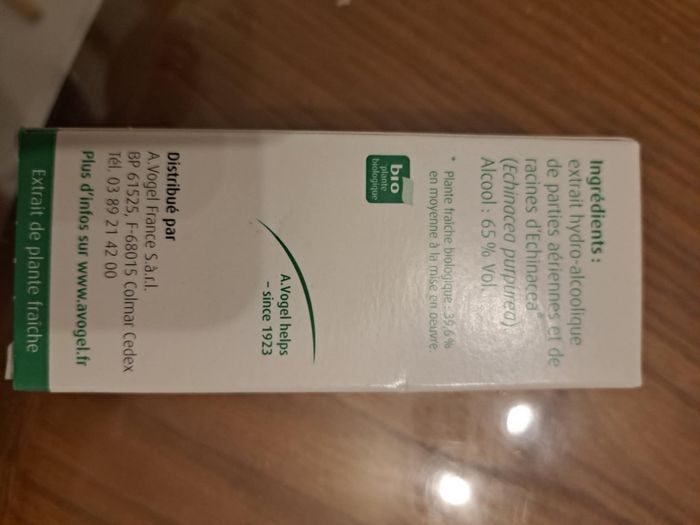 Ingrédients :
extrait hydro-alcoolique
de parties aériennes et de
racines d'Echinacea*
(Echinacea purpurea)
Alcool : 65% Vol.
* Plante fraîche biologique : 39,6%
en moyenne à la mise en oeuvre
bio
plante
biologique
A.Vogel helps
– since 1923
Distribué par
A.Vogel France S.à.r.l.
BP 61525, F-68015 Colmar Cedex
Tél. 03 89 21 42 00
Plus d'infos sur www.avogel.fr
Extrait de plante fraîche